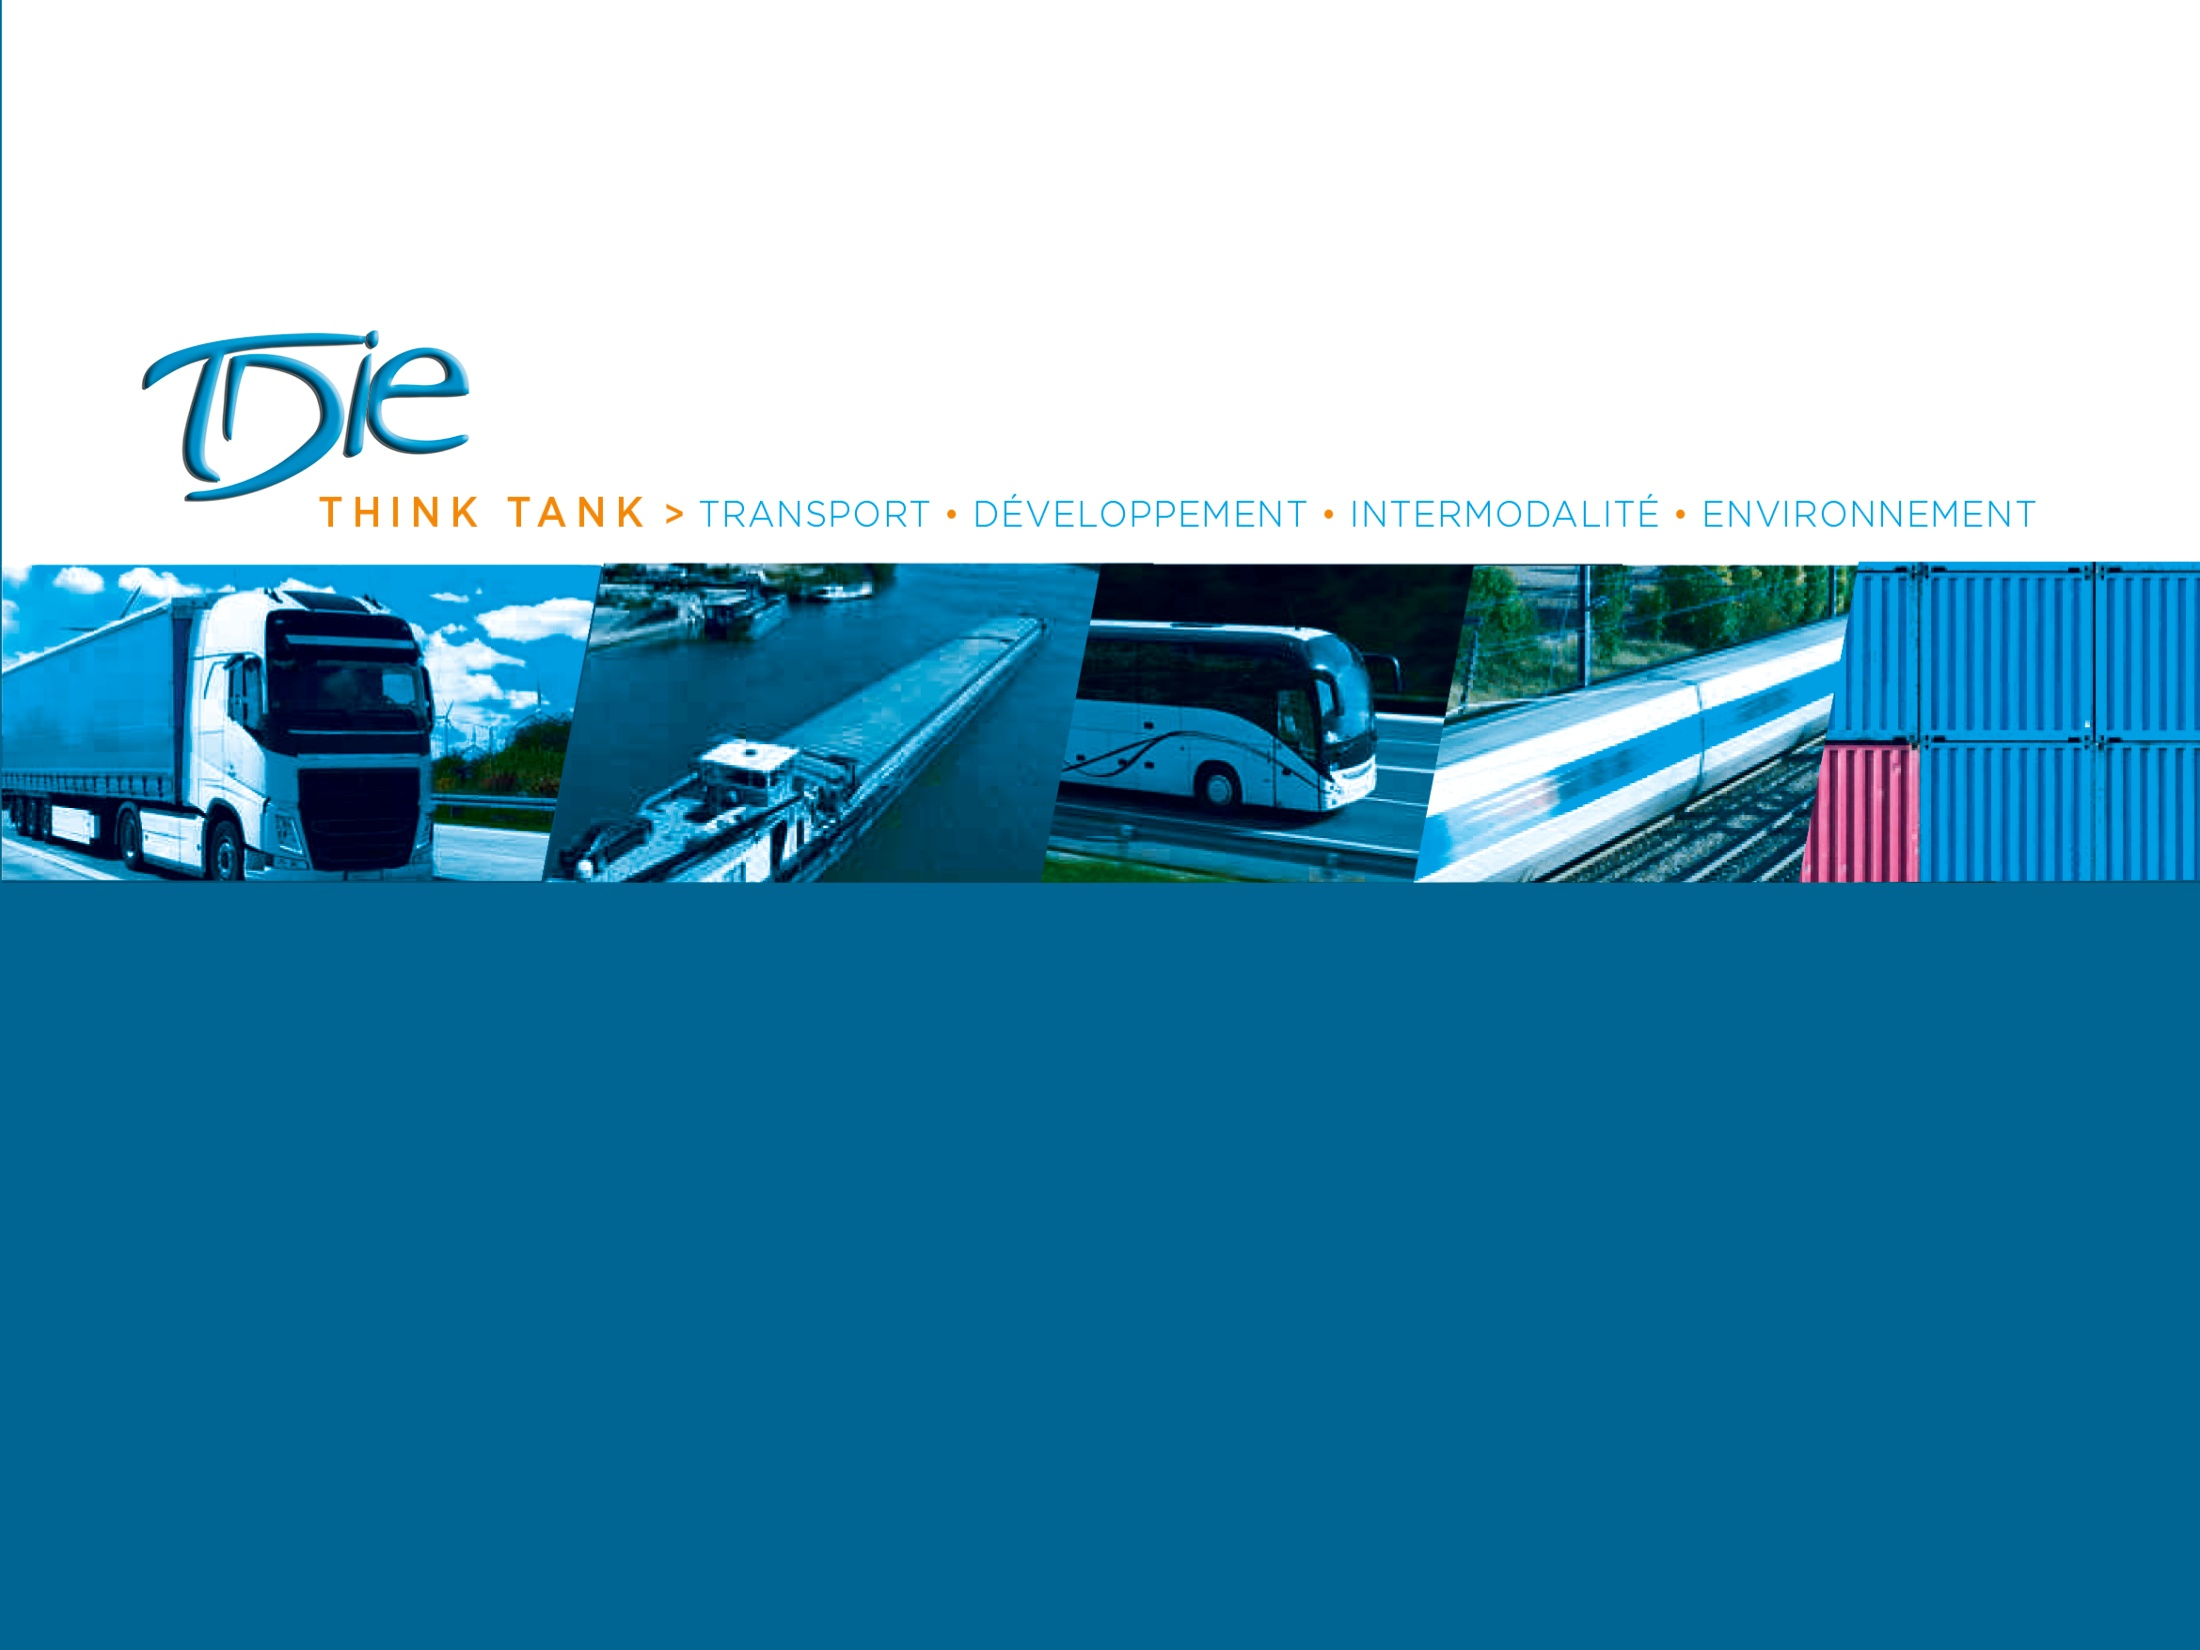 TDie
THINK TANK > TRANSPORT • DÉVELOPPEMENT • INTERMODALITÉ • ENVIRONNEMENT